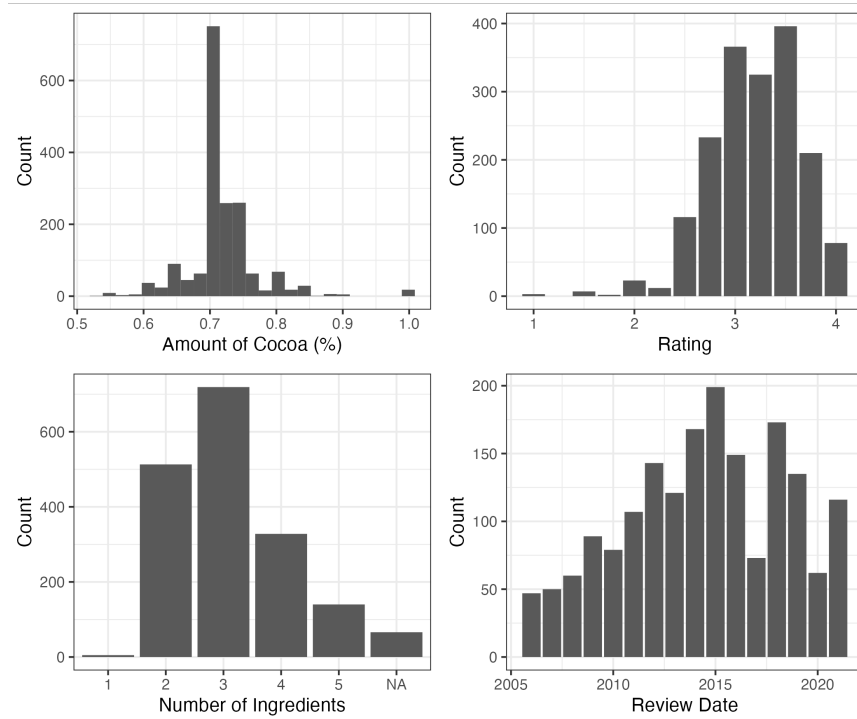 Count
600
400
200
0
0.5 0.6 0.7 0.8 0.9 1.0
Amount of Cocoa (%)
Count
400
300
200
100
0
1 2 3 4
Rating
Count
600
400
200
0
1 2 3 4 5 NA
Number of Ingredients
Count
200
150
100
50
0
2005 2010 2015 2020
Review Date